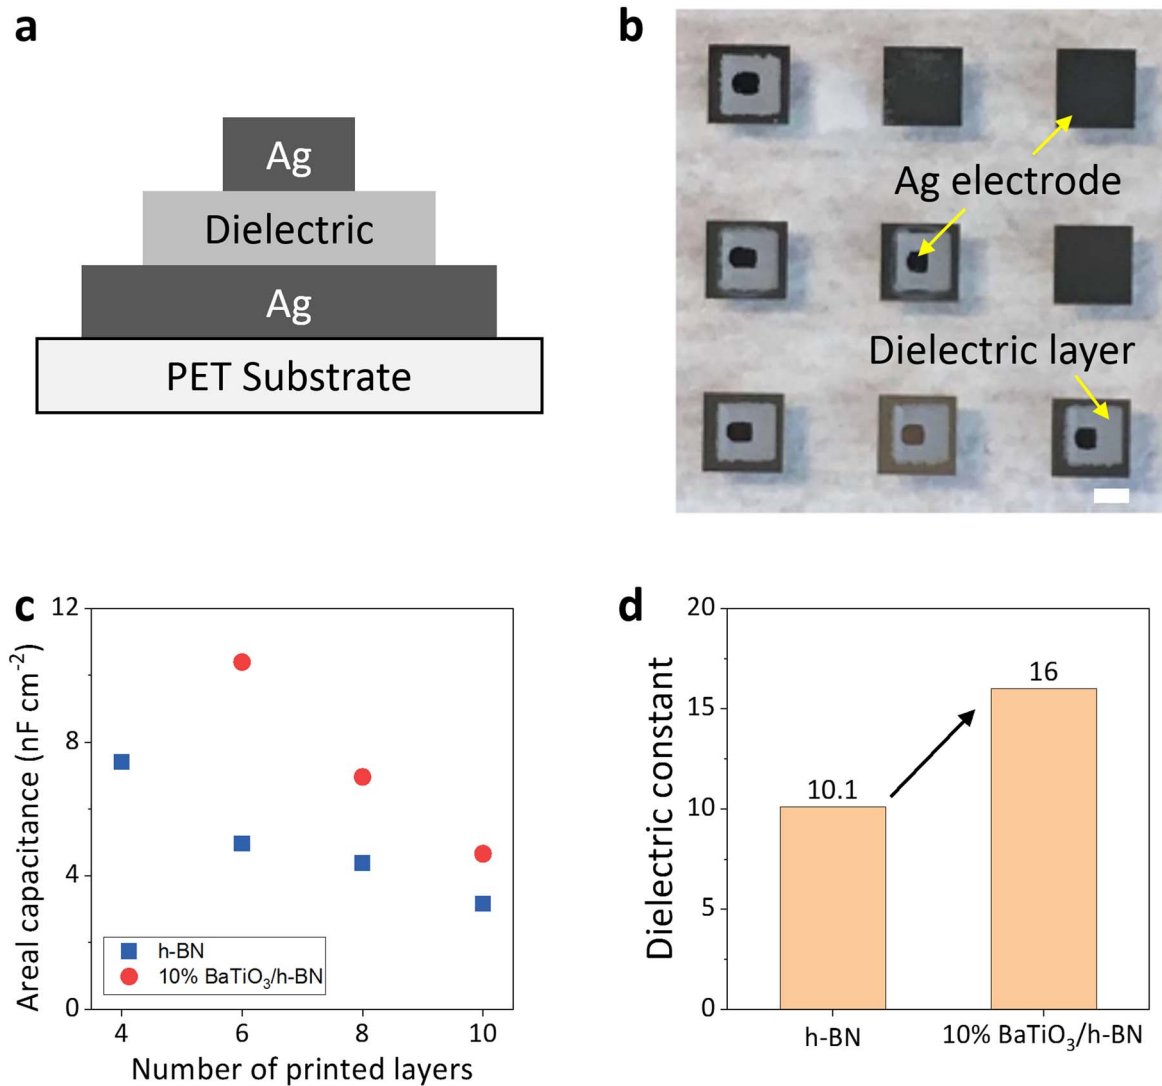 a
Ag
Dielectric
Ag
PET Substrate
b
Ag electrode
Dielectric layer
c
Areal capacitance (nF cm⁻²)
12
8
4
0
h-BN
10% BaTiO₃/h-BN
4 6 8 10
Number of printed layers
d
Dielectric constant
20
15
10
5
0
10.1
16
h-BN
10% BaTiO₃/h-BN